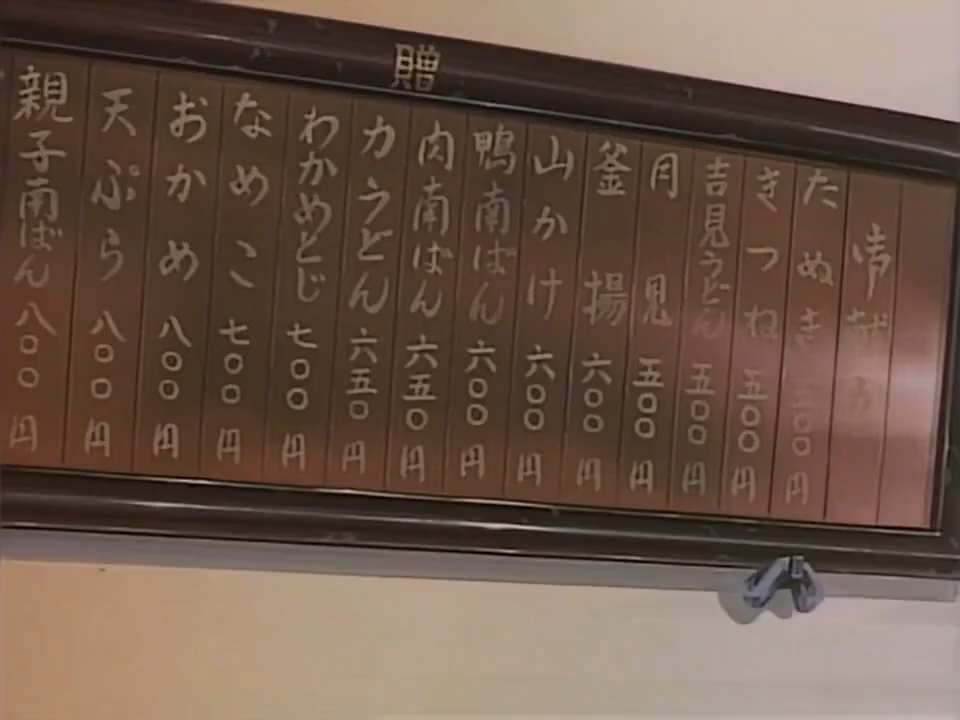 贈
たぬき 五〇〇円
きつね 五〇〇円
吉見うどん 五〇〇円
月見 五〇〇円
釜揚 六〇〇円
山かけ 六〇〇円
鴨南ばん 六〇〇円
肉南ばん 六五〇円
カうどん 六五〇円
わかめとじ 七〇〇円
なめこ 七〇〇円
おかめ 八〇〇円
天ぷら 八〇〇円
親子南ばん 八〇〇円